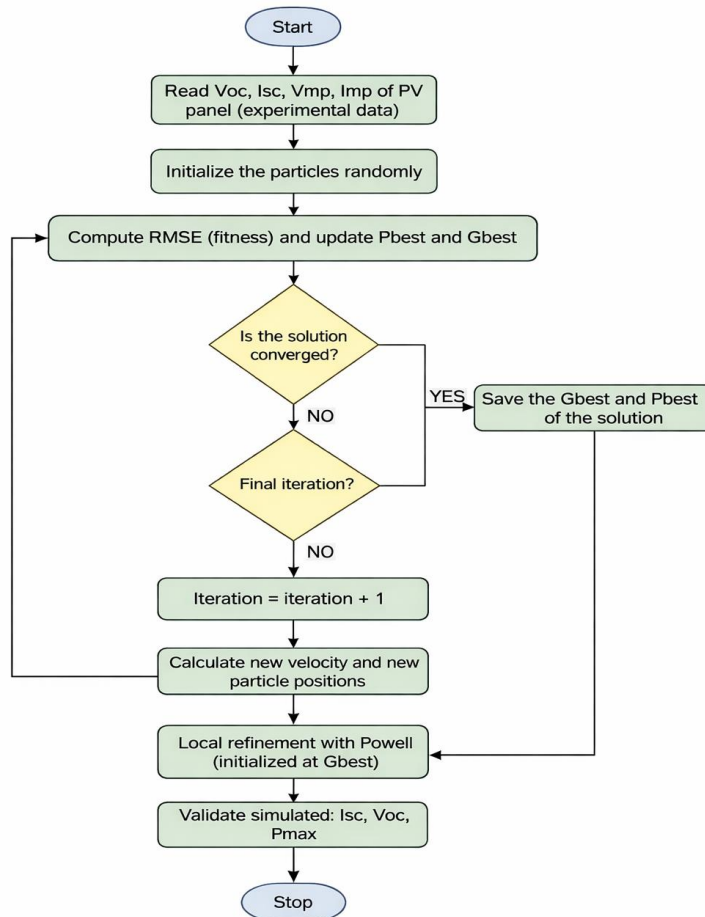 Start
Read Voc, Isc, Vmp, Imp of PV
panel (experimental data)
Initialize the particles randomly
Compute RMSE (fitness) and update Pbest and Gbest
Is the solution
converged?
YES
Save the Gbest and Pbest
of the solution
NO
Final iteration?
NO
Iteration = iteration + 1
Calculate new velocity and new
particle positions
Local refinement with Powell
(initialized at Gbest)
Validate simulated: Isc, Voc,
Pmax
Stop